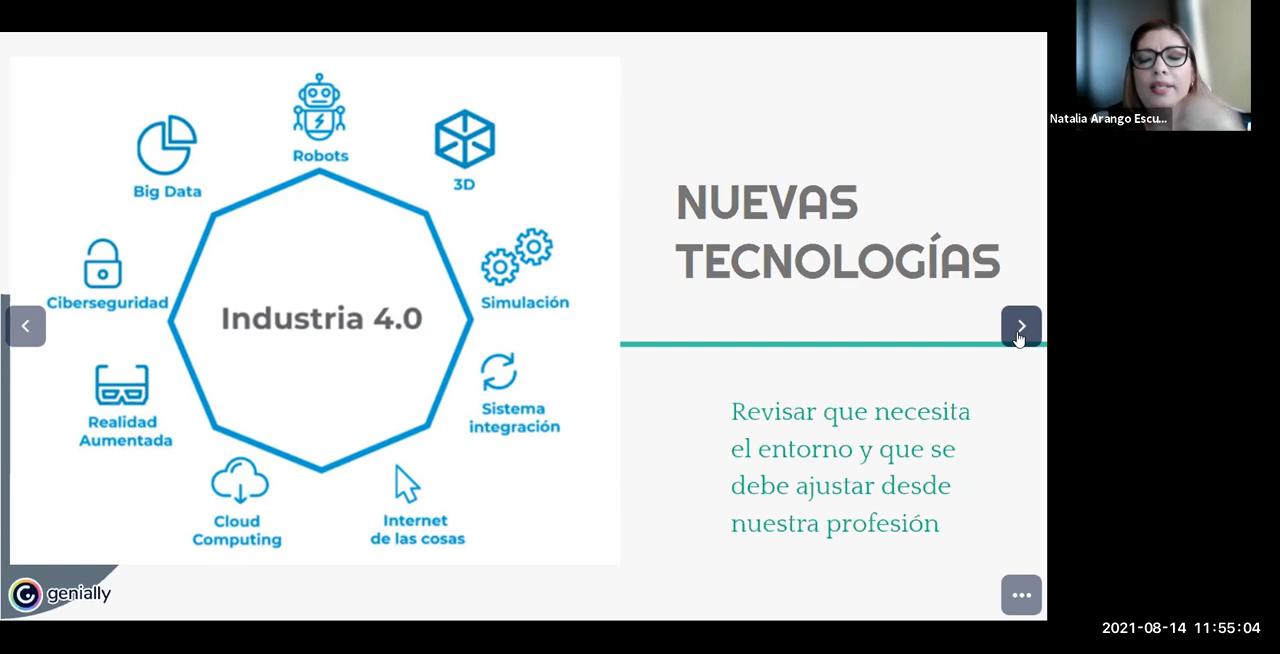 Robots
3D
Big Data
Ciberseguridad
Simulación
Industria 4.0
Realidad
Aumentada
Sistema
integración
Cloud
Computing
Internet
de las cosas
NUEVAS
TECNOLOGÍAS
Revisar que necesita
el entorno y que se
debe ajustar desde
nuestra profesión
genially
Natalia Arango Escu...
2021-08-14 11:55:04